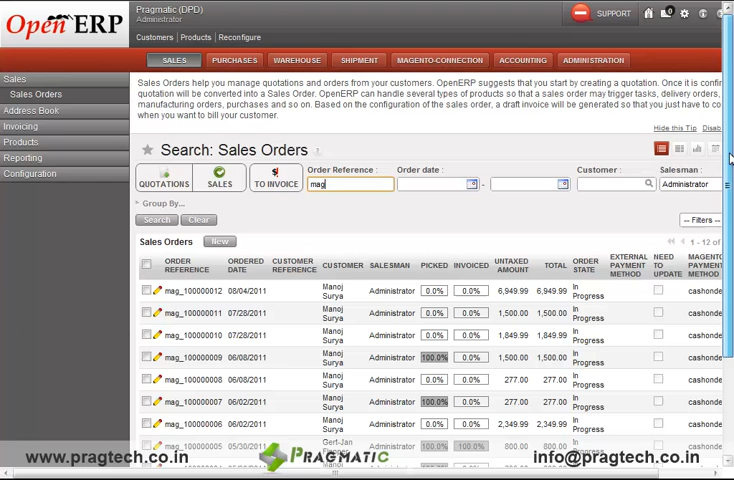 Open ERP
Pragmatic (DPD)
Administrator
SUPPORT
0
Customers | Products | Reconfigure
SALES PURCHASES WAREHOUSE SHIPMENT MAGENTO-CONNECTION ACCOUNTING ADMINISTRATION
Sales
Sales Orders
Address Book
Invoicing
Products
Reporting
Configuration
Sales Orders help you manage quotations and orders from your customers. OpenERP suggests that you start by creating a quotation. Once it is confir
quotation will be converted into a Sales Order. OpenERP can handle several types of products so that a sales order may trigger tasks, delivery orders,
manufacturing orders, purchases and so on. Based on the configuration of the sales order, a draft invoice will be generated so that you just have to co
when you want to bill your customer.
Hide this Tip Disab
Search: Sales Orders ?
QUOTATIONS SALES TO INVOICE
Order Reference : Order date : Customer : Salesman :
mag - Administrator
Group By...
Search Clear
-- Filters --
Sales Orders New 1 - 12 of
ORDER REFERENCE ORDERED DATE CUSTOMER REFERENCE CUSTOMER SALESMAN PICKED INVOICED UNTAXED AMOUNT TOTAL ORDER STATE EXTERNAL PAYMENT METHOD NEED TO UPDATE MAGENTO PAYMENT METHOD
mag_100000012 08/04/2011 Manoj Surya Administrator 0.0% 0.0% 6,949.99 6,949.99 In Progress cashonde
mag_100000011 07/28/2011 Manoj Surya Administrator 0.0% 0.0% 1,500.00 1,500.00 In Progress cashonde
mag_100000010 07/28/2011 Manoj Surya Administrator 0.0% 0.0% 1,849.99 1,849.99 In Progress cashonde
mag_100000009 06/08/2011 Manoj Surya Administrator 100.0% 0.0% 1,500.00 1,500.00 In Progress cashonde
mag_100000008 06/08/2011 Manoj Surya Administrator 0.0% 0.0% 277.00 277.00 In Progress cashonde
mag_100000007 06/02/2011 Manoj Surya Administrator 100.0% 0.0% 277.00 277.00 In Progress cashonde
mag_100000006 06/02/2011 Manoj Surya Administrator 0.0% 0.0% 2,349.99 2,349.99 In Progress cashonde
mag_100000005 05/30/2011 Gert-Jan Administrator 100.0% 100.0% 800.00 800.00 In Progress cashonde
www.pragtech.co.in PRAGMATIC info@pragtech.co.in